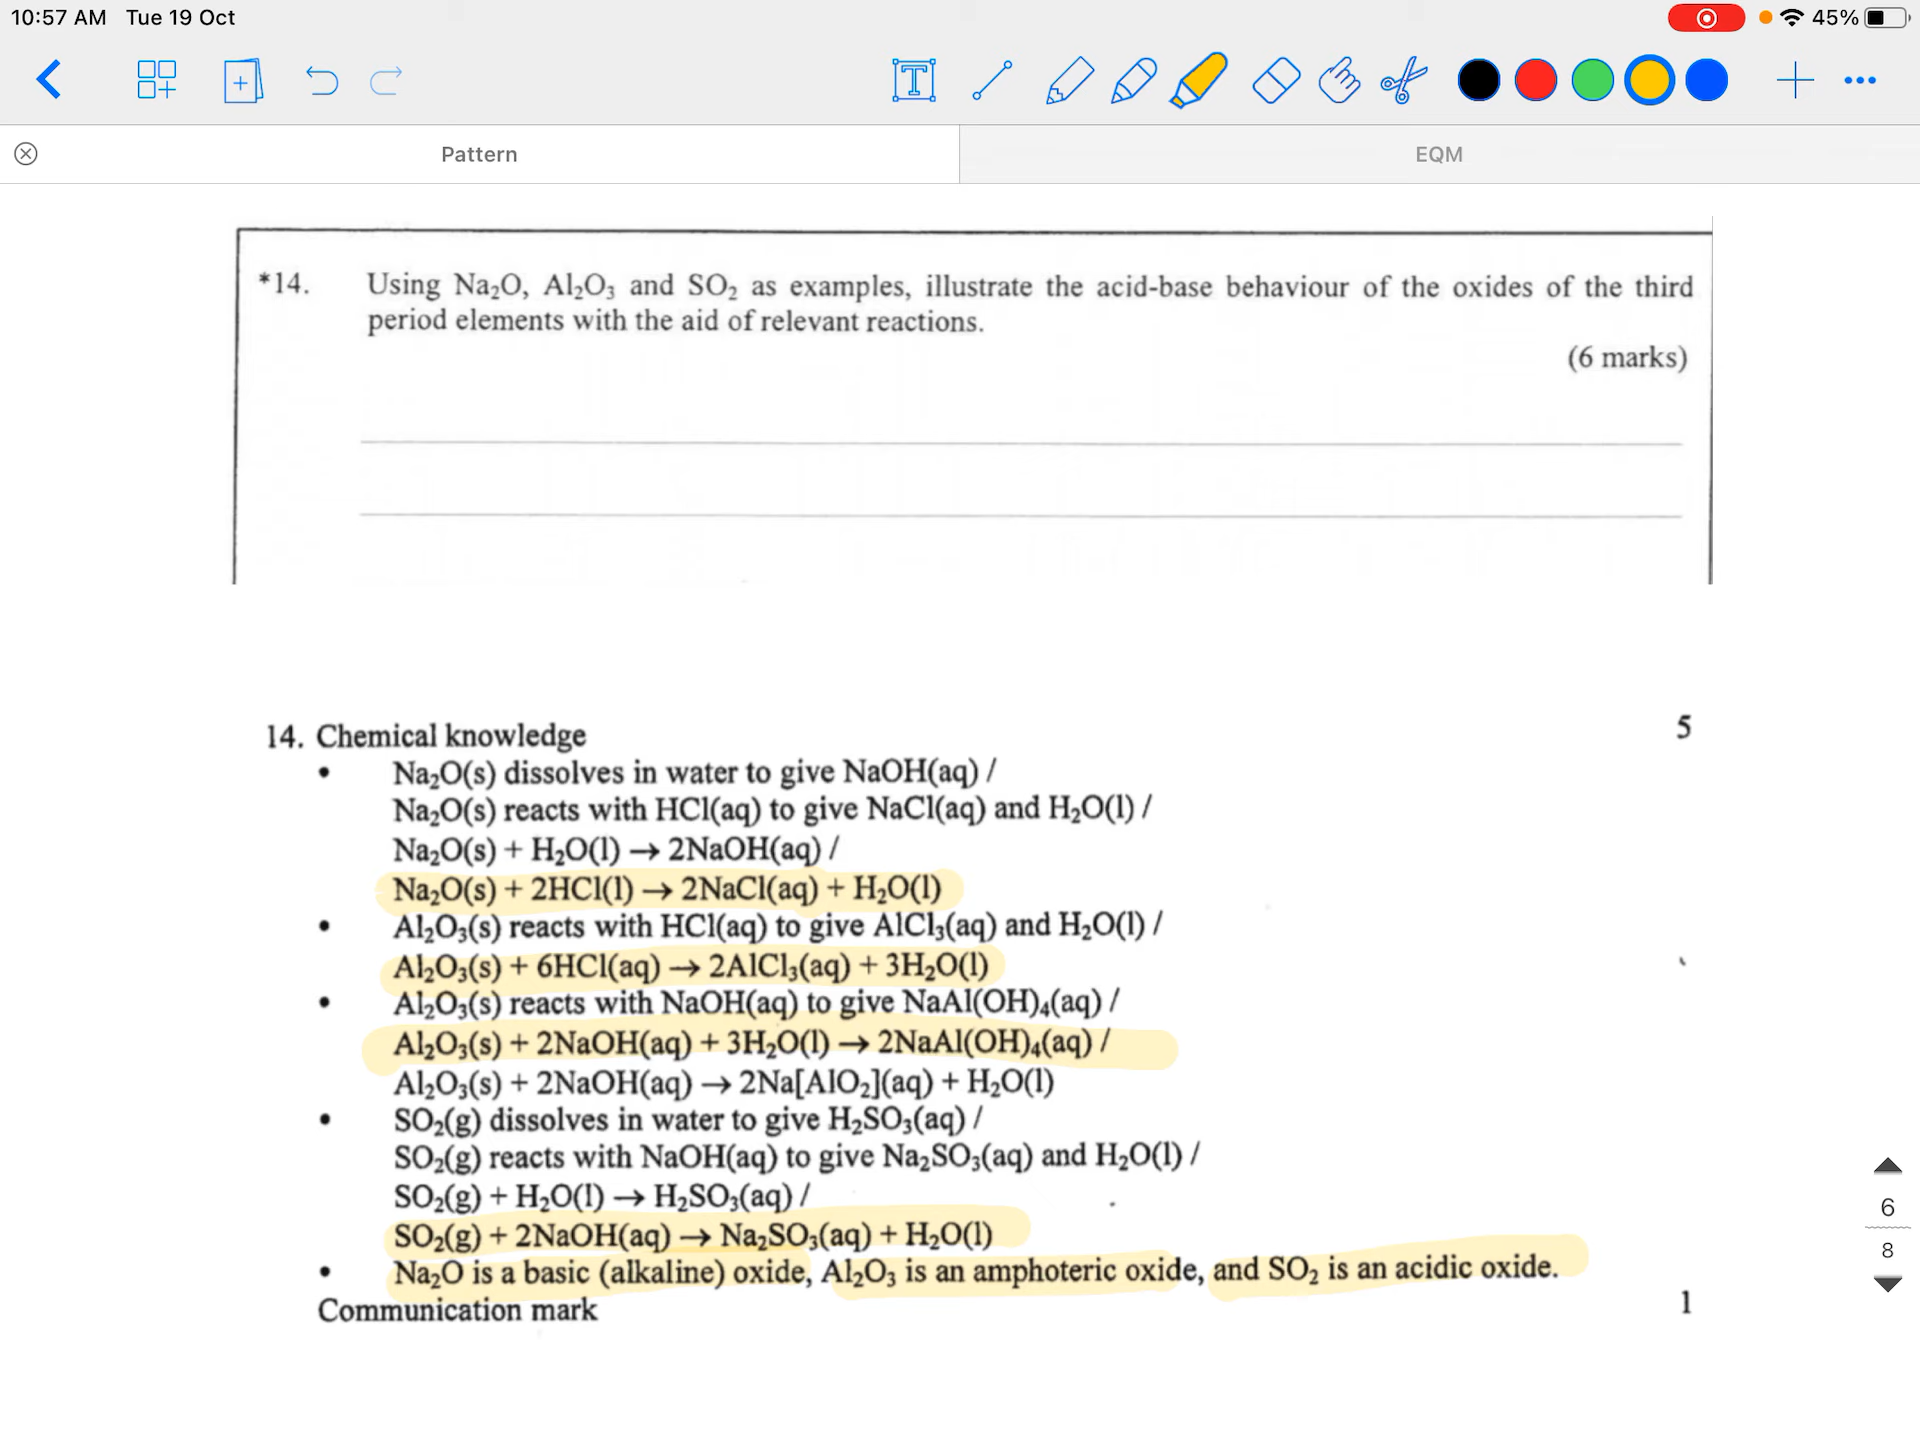 10:57 AM Tue 19 Oct
45%
T
Pattern
EQM
*14. Using Na₂O, Al₂O₃ and SO₂ as examples, illustrate the acid-base behaviour of the oxides of the third
period elements with the aid of relevant reactions.
(6 marks)
14. Chemical knowledge 5
• Na₂O(s) dissolves in water to give NaOH(aq) /
Na₂O(s) reacts with HCl(aq) to give NaCl(aq) and H₂O(l) /
Na₂O(s) + H₂O(l) → 2NaOH(aq) /
Na₂O(s) + 2HCl(l) → 2NaCl(aq) + H₂O(l)
• Al₂O₃(s) reacts with HCl(aq) to give AlCl₃(aq) and H₂O(l) /
Al₂O₃(s) + 6HCl(aq) → 2AlCl₃(aq) + 3H₂O(l)
• Al₂O₃(s) reacts with NaOH(aq) to give NaAl(OH)₄(aq) /
Al₂O₃(s) + 2NaOH(aq) + 3H₂O(l) → 2NaAl(OH)₄(aq) /
Al₂O₃(s) + 2NaOH(aq) → 2Na[AlO₂](aq) + H₂O(l)
• SO₂(g) dissolves in water to give H₂SO₃(aq) /
SO₂(g) reacts with NaOH(aq) to give Na₂SO₃(aq) and H₂O(l) /
SO₂(g) + H₂O(l) → H₂SO₃(aq) /
SO₂(g) + 2NaOH(aq) → Na₂SO₃(aq) + H₂O(l)
• Na₂O is a basic (alkaline) oxide, Al₂O₃ is an amphoteric oxide, and SO₂ is an acidic oxide.
Communication mark 1
6
8